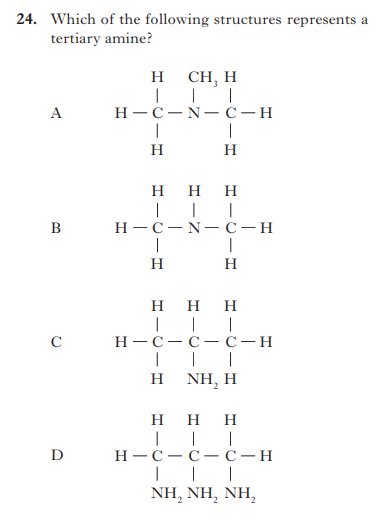 24. Which of the following structures represents a
tertiary amine?
H CH₃ H
A H – C – N – C – H
H H
H H H
B H – C – N – C – H
H H
H H H
C H – C – C – C – H
H NH₂ H
H H H
D H – C – C – C – H
NH₂ NH₂ NH₂